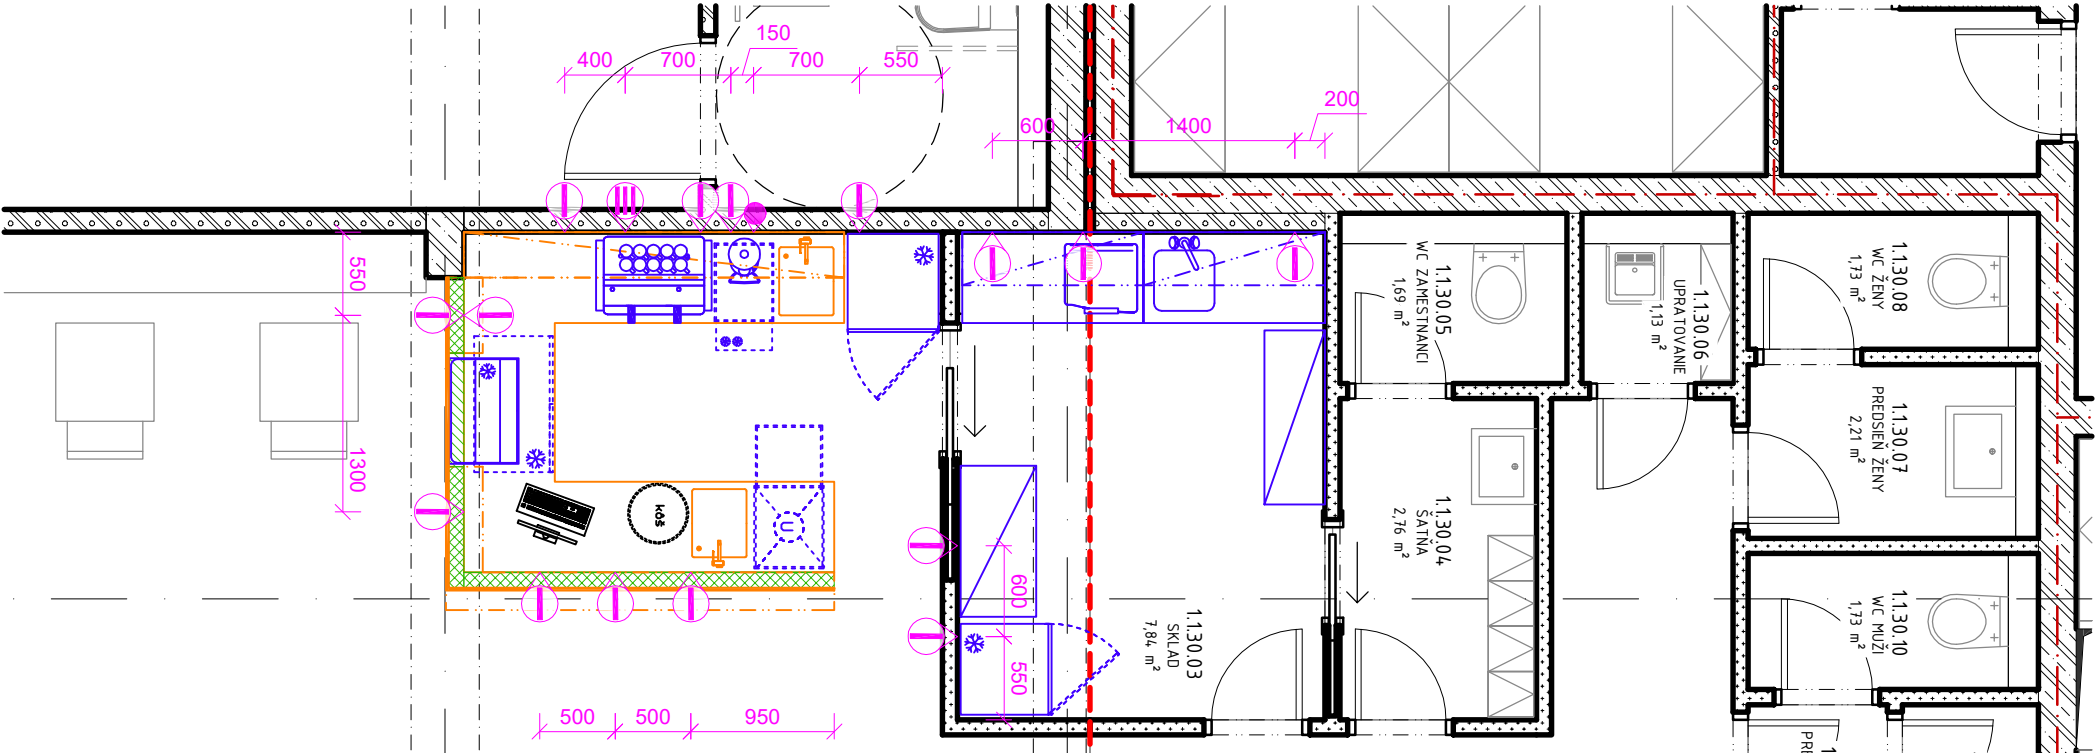 150
400
700
700
550
200
600
1400
550
1300
1.1.30.05
WC ZAMESTNANCI
1,69 m²
1.1.30.06
UPRATOVANIE
1,13 m²
1.1.30.08
WC ŽENY
1,73 m²
1.1.30.07
PREDSIEŇ ŽENY
2,21 m²
1.1.30.04
ŠATŇA
2,76 m²
kôš
U
600
550
1.1.30.03
SKLAD
7,84 m²
1.1.30.10
WC MUŽI
1,73 m²
500
500
950